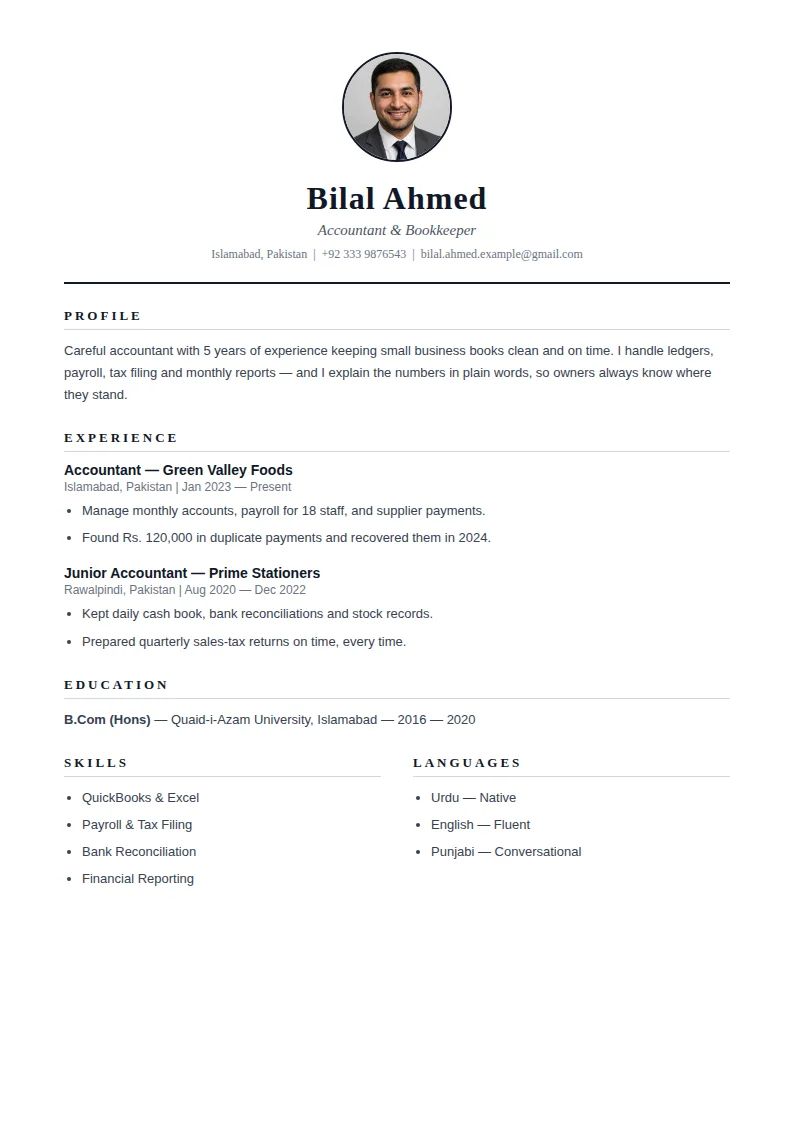 Bilal Ahmed
Accountant & Bookkeeper
Islamabad, Pakistan | +92 333 9876543 | bilal.ahmed.example@gmail.com
PROFILE
Careful accountant with 5 years of experience keeping small business books clean and on time. I handle ledgers,
payroll, tax filing and monthly reports — and I explain the numbers in plain words, so owners always know where
they stand.
EXPERIENCE
Accountant — Green Valley Foods
Islamabad, Pakistan | Jan 2023 — Present
• Manage monthly accounts, payroll for 18 staff, and supplier payments.
• Found Rs. 120,000 in duplicate payments and recovered them in 2024.
Junior Accountant — Prime Stationers
Rawalpindi, Pakistan | Aug 2020 — Dec 2022
• Kept daily cash book, bank reconciliations and stock records.
• Prepared quarterly sales-tax returns on time, every time.
EDUCATION
B.Com (Hons) — Quaid-i-Azam University, Islamabad — 2016 — 2020
SKILLS
• QuickBooks & Excel
• Payroll & Tax Filing
• Bank Reconciliation
• Financial Reporting
LANGUAGES
• Urdu — Native
• English — Fluent
• Punjabi — Conversational